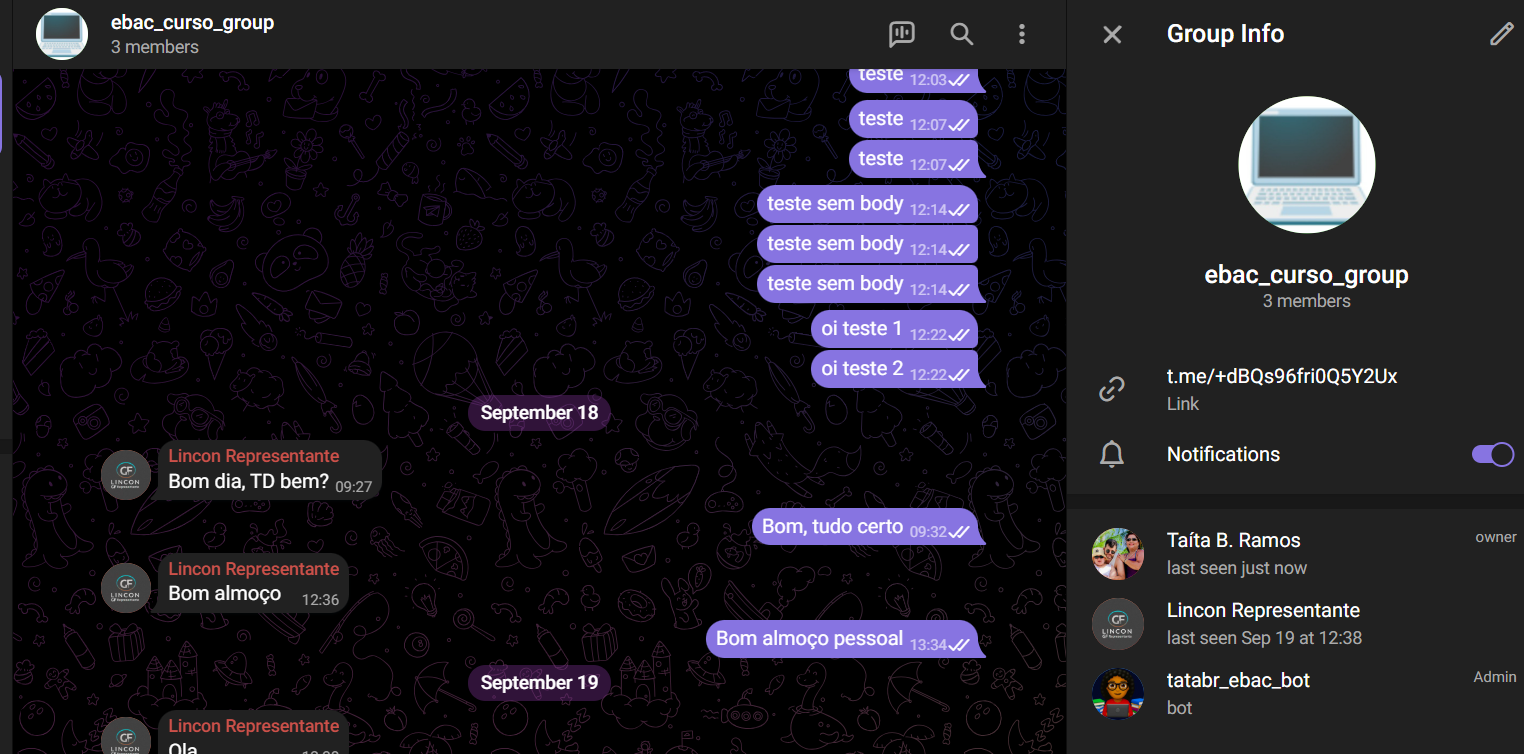 ebac_curso_group
3 members
teste 12:03
teste 12:07
teste 12:07
teste sem body 12:14
teste sem body 12:14
teste sem body 12:14
oi teste 1 12:22
oi teste 2 12:22
September 18
Lincon Representante
Bom dia, TD bem? 09:27
Bom, tudo certo 09:32
Lincon Representante
Bom almoço 12:36
Bom almoço pessoal 13:34
September 19
Lincon Representante
Ola
Group Info
ebac_curso_group
3 members
t.me/+dBQs96fri0Q5Y2Ux
Link
Notifications
Taíta B. Ramos owner
last seen just now
GF
LINCON
Lincon Representante
last seen Sep 19 at 12:38
tatabr_ebac_bot Admin
bot